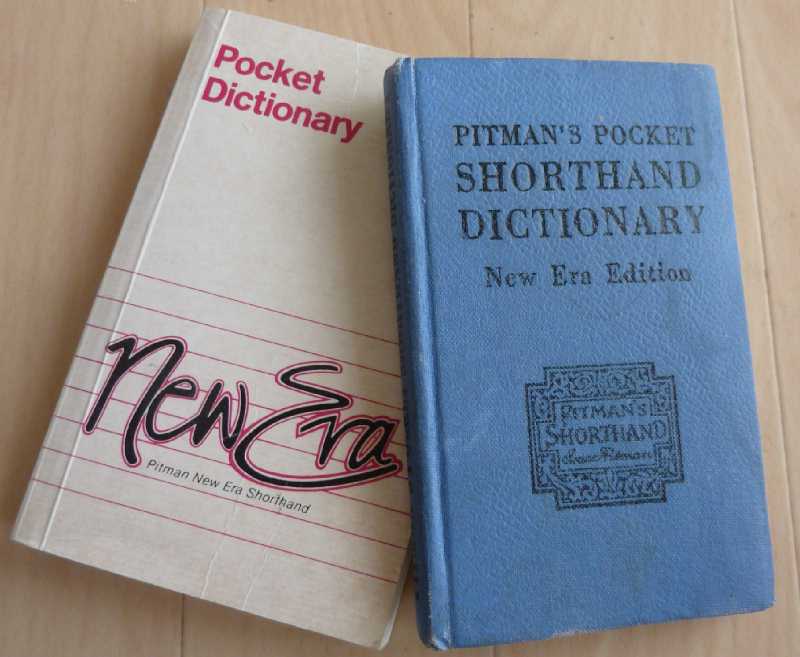 Pocket
Dictionary
New Era
Pitman New Era Shorthand
PITMAN'S POCKET
SHORTHAND
DICTIONARY
New Era Edition
PITMAN'S
SHORTHAND
Isaac Pitman